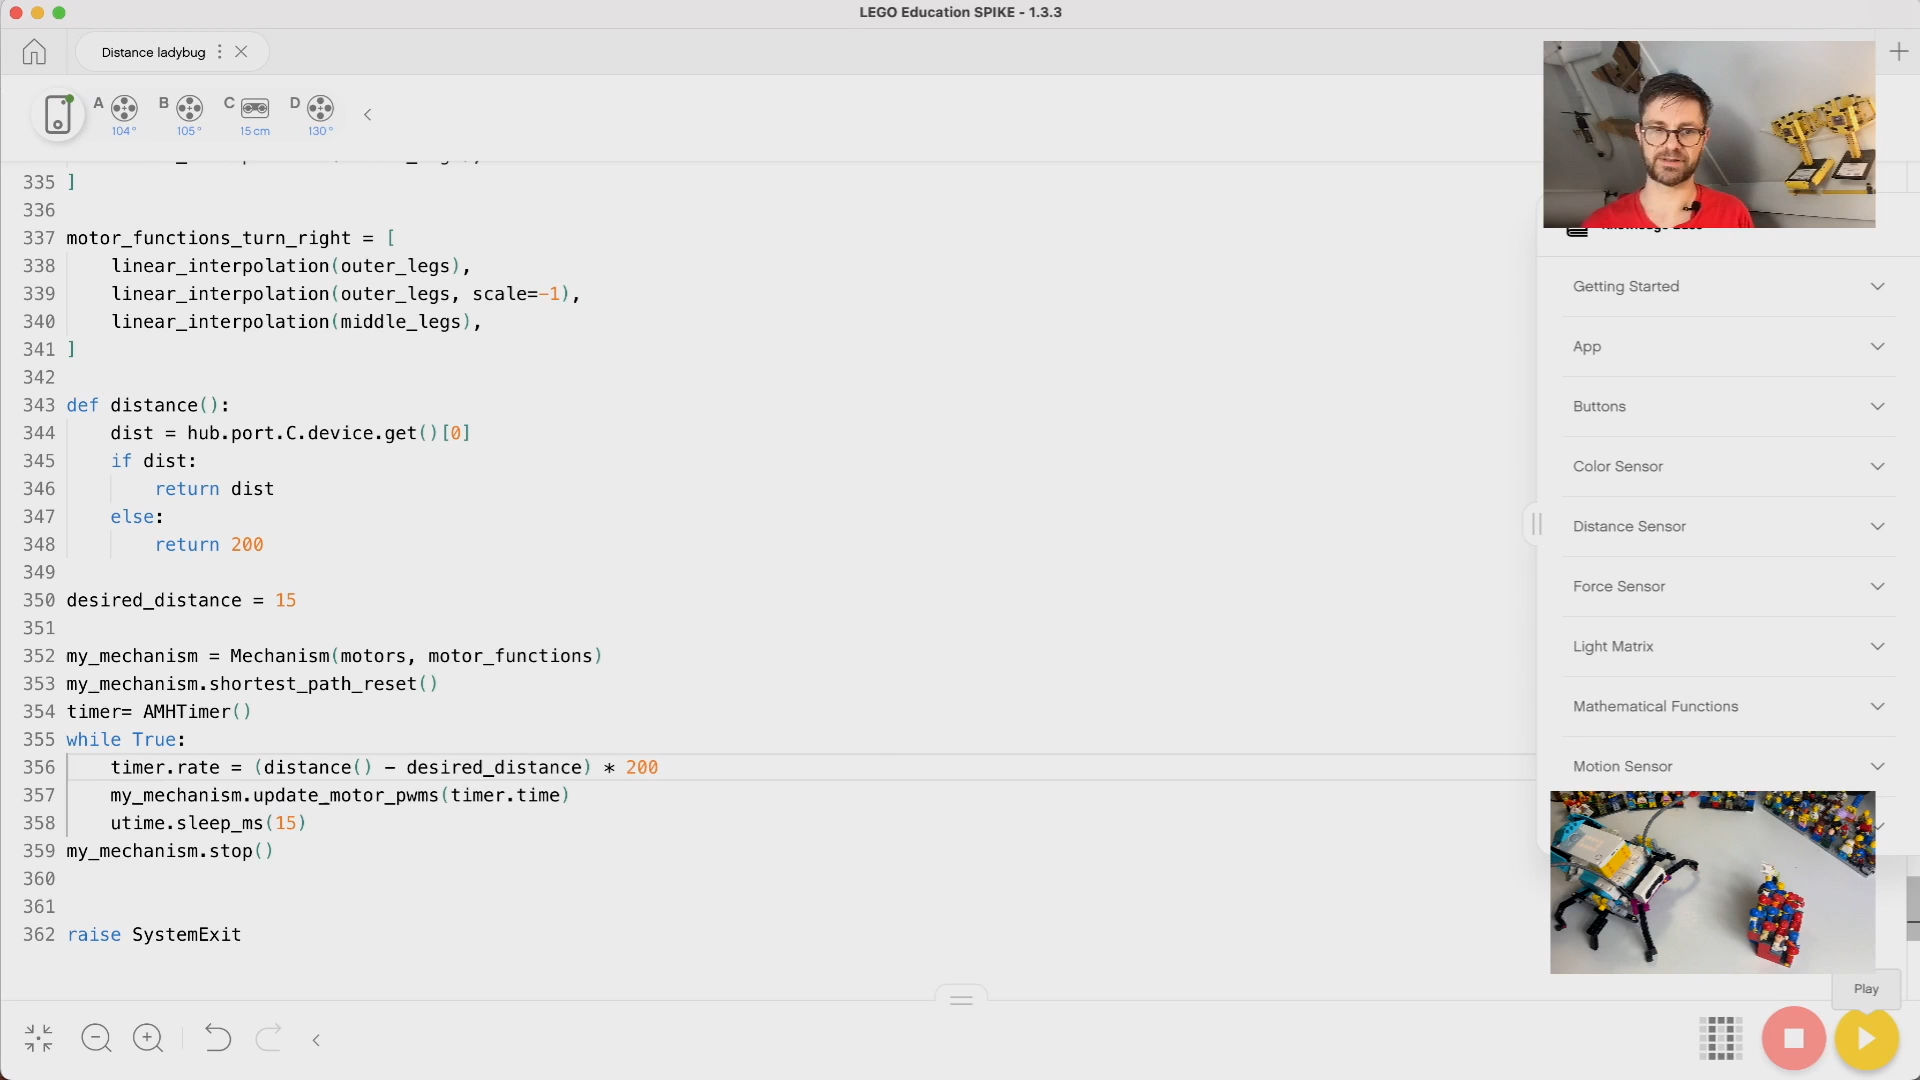 LEGO Education SPIKE - 1.3.3
Distance ladybug
A B C D
104° 105° 15 cm 130°
335 ]
336
337 motor_functions_turn_right = [
338 linear_interpolation(outer_legs),
339 linear_interpolation(outer_legs, scale=-1),
340 linear_interpolation(middle_legs),
341 ]
342
343 def distance():
344 dist = hub.port.C.device.get()[0]
345 if dist:
346 return dist
347 else:
348 return 200
349
350 desired_distance = 15
351
352 my_mechanism = Mechanism(motors, motor_functions)
353 my_mechanism.shortest_path_reset()
354 timer= AMHTimer()
355 while True:
356 timer.rate = (distance() - desired_distance) * 200
357 my_mechanism.update_motor_pwms(timer.time)
358 utime.sleep_ms(15)
359 my_mechanism.stop()
360
361
362 raise SystemExit
Getting Started
App
Buttons
Color Sensor
Distance Sensor
Force Sensor
Light Matrix
Mathematical Functions
Motion Sensor
Play